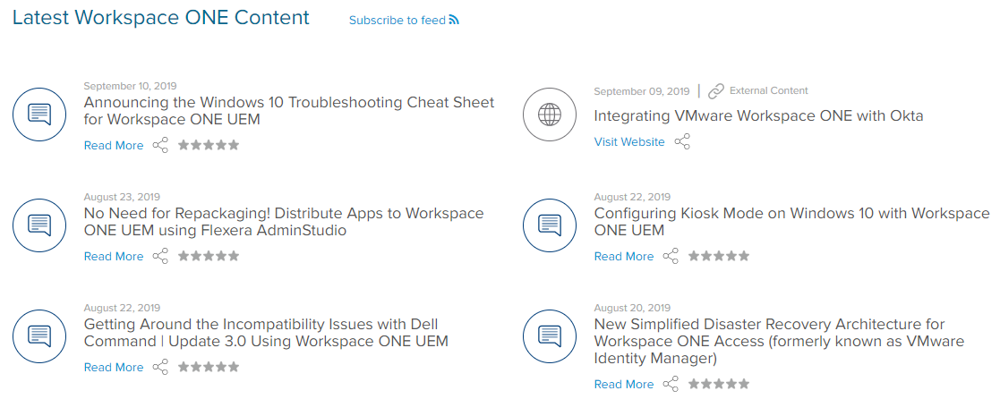 Latest Workspace ONE Content
Subscribe to feed
September 10, 2019
Announcing the Windows 10 Troubleshooting Cheat Sheet
for Workspace ONE UEM
Read More
September 09, 2019 | External Content
Integrating VMware Workspace ONE with Okta
Visit Website
August 23, 2019
No Need for Repackaging! Distribute Apps to Workspace
ONE UEM using Flexera AdminStudio
Read More
August 22, 2019
Configuring Kiosk Mode on Windows 10 with Workspace
ONE UEM
Read More
August 22, 2019
Getting Around the Incompatibility Issues with Dell
Command | Update 3.0 Using Workspace ONE UEM
Read More
August 20, 2019
New Simplified Disaster Recovery Architecture for
Workspace ONE Access (formerly known as VMware
Identity Manager)
Read More